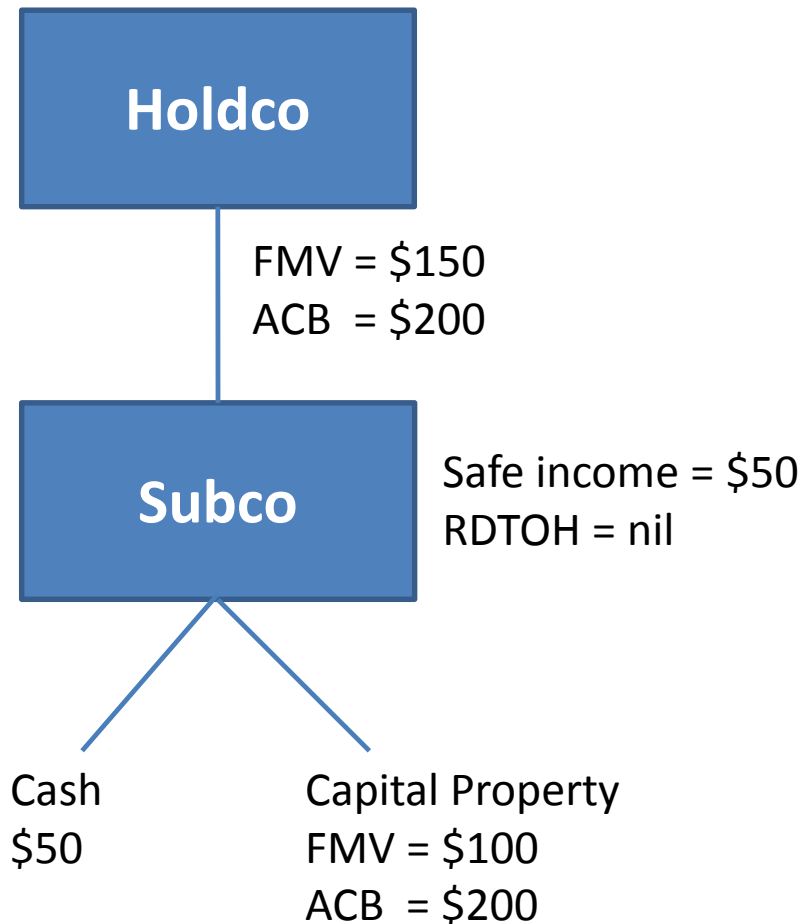 Holdco
FMV = $150
ACB = $200
Subco
Safe income = $50
RDTOH = nil
Cash
$50
Capital Property
FMV = $100
ACB = $200